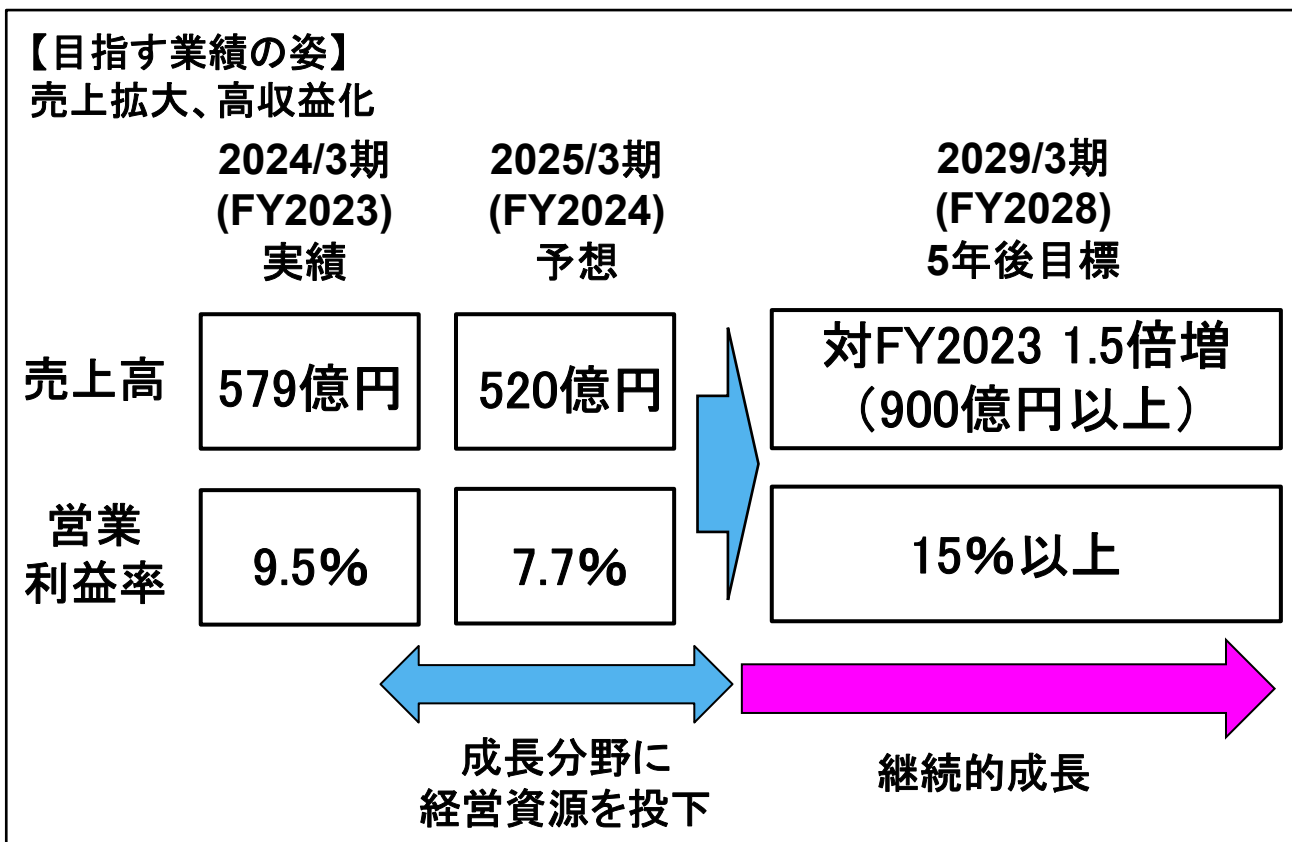 【目指す業績の姿】
売上拡大、高収益化
2024/3期
(FY2023)
実績
2025/3期
(FY2024)
予想
2029/3期
(FY2028)
5年後目標
売上高
579億円
520億円
対FY2023 1.5倍増
（900億円以上）
営業
利益率
9.5%
7.7%
15%以上
成長分野に
経営資源を投下
継続的成長